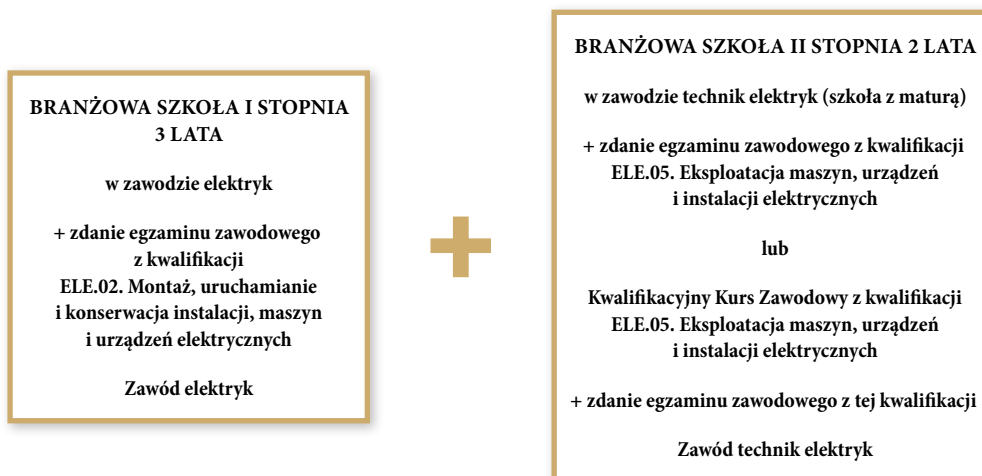 BRANŻOWA SZKOŁA I STOPNIA
3 LATA
w zawodzie elektryk
+ zdanie egzaminu zawodowego
z kwalifikacji
ELE.02. Montaż, uruchamianie
i konserwacja instalacji, maszyn
i urządzeń elektrycznych
Zawód elektryk
+
BRANŻOWA SZKOŁA II STOPNIA 2 LATA
w zawodzie technik elektryk (szkoła z maturą)
+ zdanie egzaminu zawodowego z kwalifikacji
ELE.05. Eksploatacja maszyn, urządzeń
i instalacji elektrycznych
lub
Kwalifikacyjny Kurs Zawodowy z kwalifikacji
ELE.05. Eksploatacja maszyn, urządzeń
i instalacji elektrycznych
+ zdanie egzaminu zawodowego z tej kwalifikacji
Zawód technik elektryk